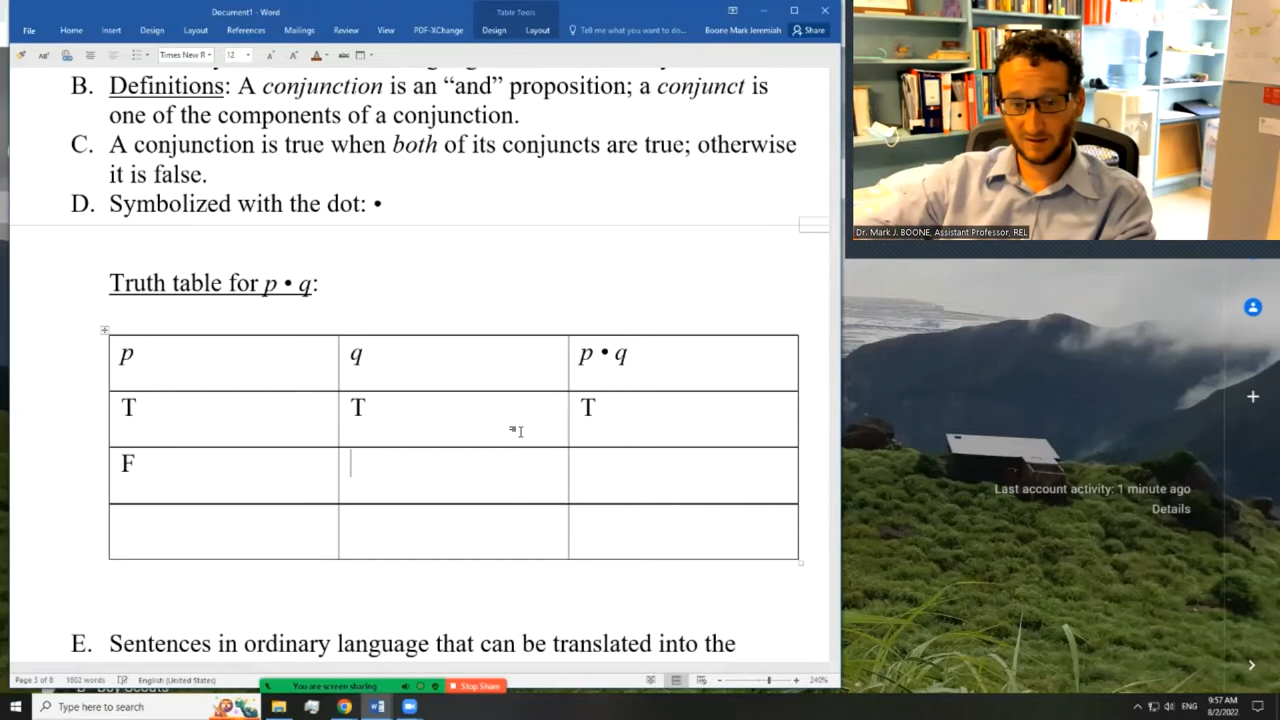 Document1 - Word
Table Tools
File Home Insert Design Layout References Mailings Review View PDF-XChange Design Layout Tell me what you want to do... Boone Mark Jeremiah Share
Times New R 12
B. Definitions: A conjunction is an “and” proposition; a conjunct is
one of the components of a conjunction.
C. A conjunction is true when both of its conjuncts are true; otherwise
it is false.
D. Symbolized with the dot: •
Truth table for p • q:
p q p • q
T T T
F
E. Sentences in ordinary language that can be translated into the
Page 3 of 8 1802 words English (United States) 240%
You are screen sharing Stop Share
Dr. Mark J. BOONE, Assistant Professor, REL
Last account activity: 1 minute ago
Details
Type here to search
ENG
9:57 AM
8/2/2022